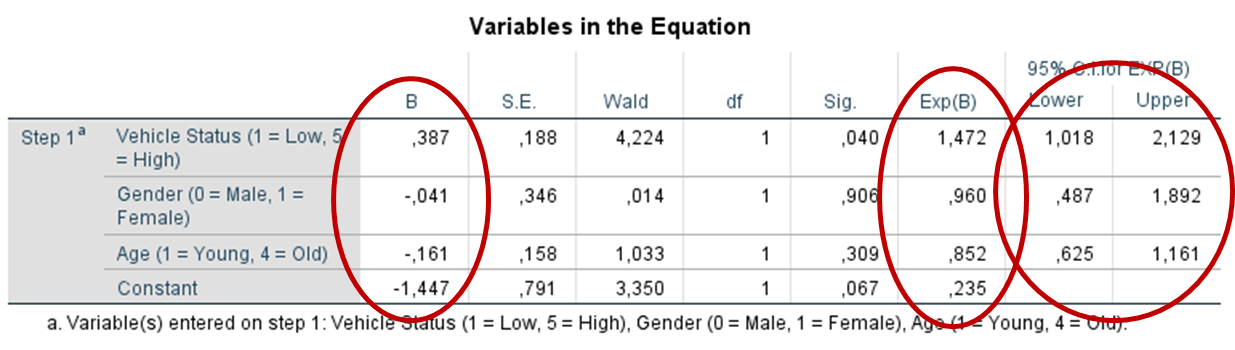 Variables in the Equation
95% C.I.for EXP(B)
B S.E. Wald df Sig. Exp(B) Lower Upper
Step 1a Vehicle Status (1 = Low, 5 = High) ,387 ,188 4,224 1 ,040 1,472 1,018 2,129
Gender (0 = Male, 1 = Female) -,041 ,346 ,014 1 ,906 ,960 ,487 1,892
Age (1 = Young, 4 = Old) -,161 ,158 1,033 1 ,309 ,852 ,625 1,161
Constant -1,447 ,791 3,350 1 ,067 ,235
a. Variable(s) entered on step 1: Vehicle Status (1 = Low, 5 = High), Gender (0 = Male, 1 = Female), Age (1 = Young, 4 = Old).